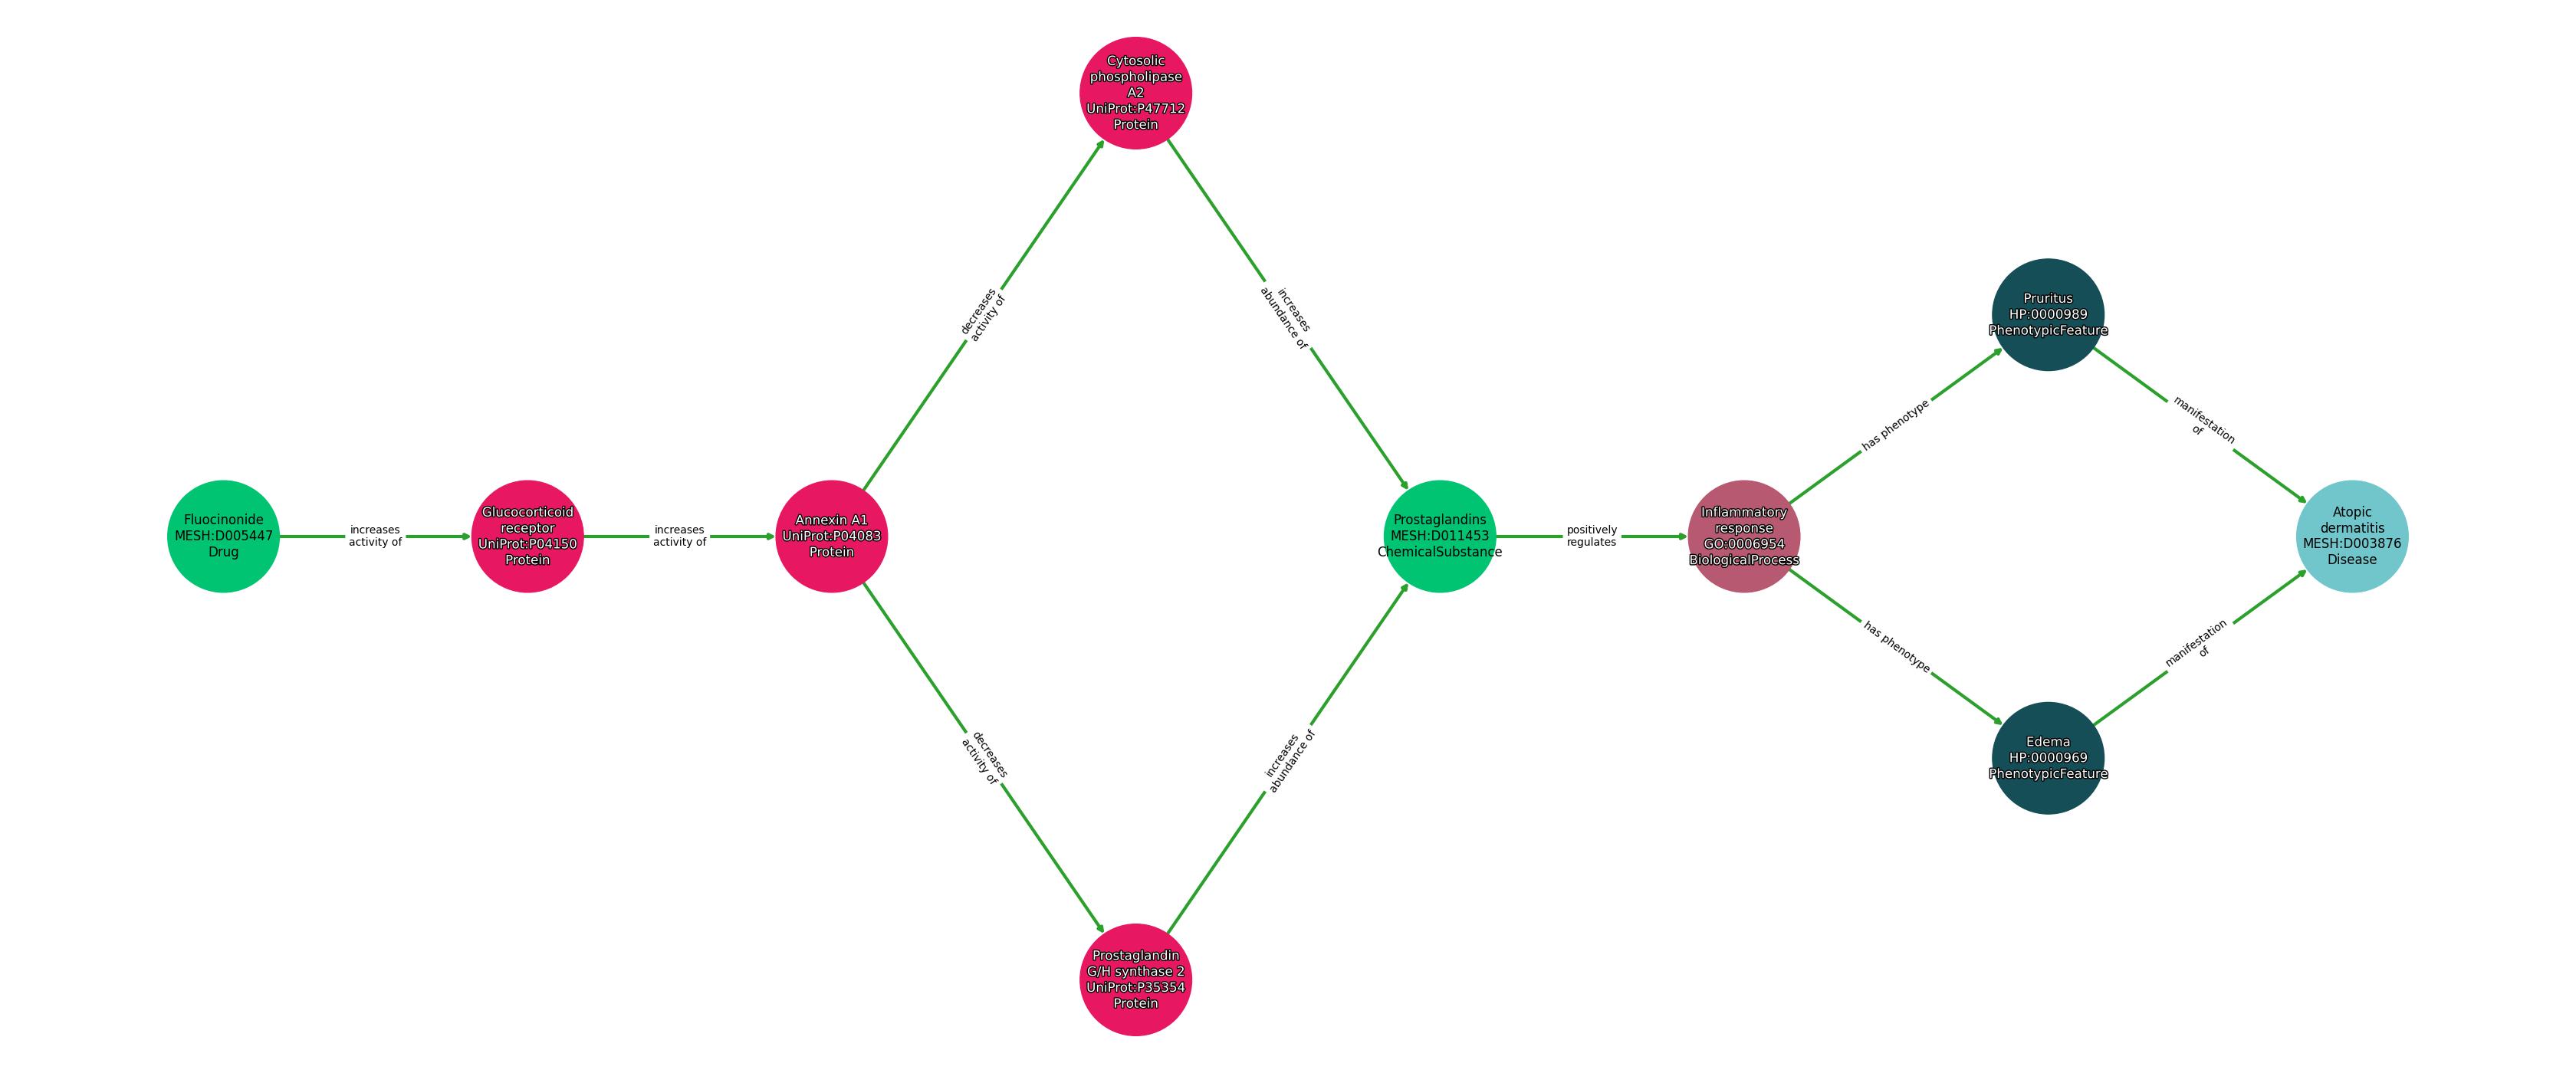 Cytosolic
phospholipase
A2
UniProt:P47712
Protein
decreases
activity of
increases
abundance of
Pruritus
HP:0000989
PhenotypicFeature
has phenotype
manifestation
of
Fluocinonide
MESH:D005447
Drug
increases
activity of
Glucocorticoid
receptor
UniProt:P04150
Protein
increases
activity of
Annexin A1
UniProt:P04083
Protein
Prostaglandins
MESH:D011453
ChemicalSubstance
positively
regulates
Inflammatory
response
GO:0006954
BiologicalProcess
Atopic
dermatitis
MESH:D003876
Disease
has phenotype
manifestation
of
decreases
activity of
increases
abundance of
Edema
HP:0000969
PhenotypicFeature
Prostaglandin
G/H synthase 2
UniProt:P35354
Protein